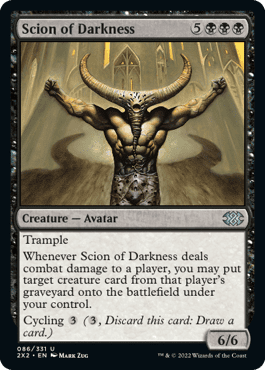 Scion of Darkness 5
Creature — Avatar
Trample
Whenever Scion of Darkness deals
combat damage to a player, you may put
target creature card from that player's
graveyard onto the battlefield under
your control.
Cycling 3 (3, Discard this card: Draw a
card.)
6/6
086/331 U
2X2 • EN Mark Zug
™ & © 2022 Wizards of the Coast